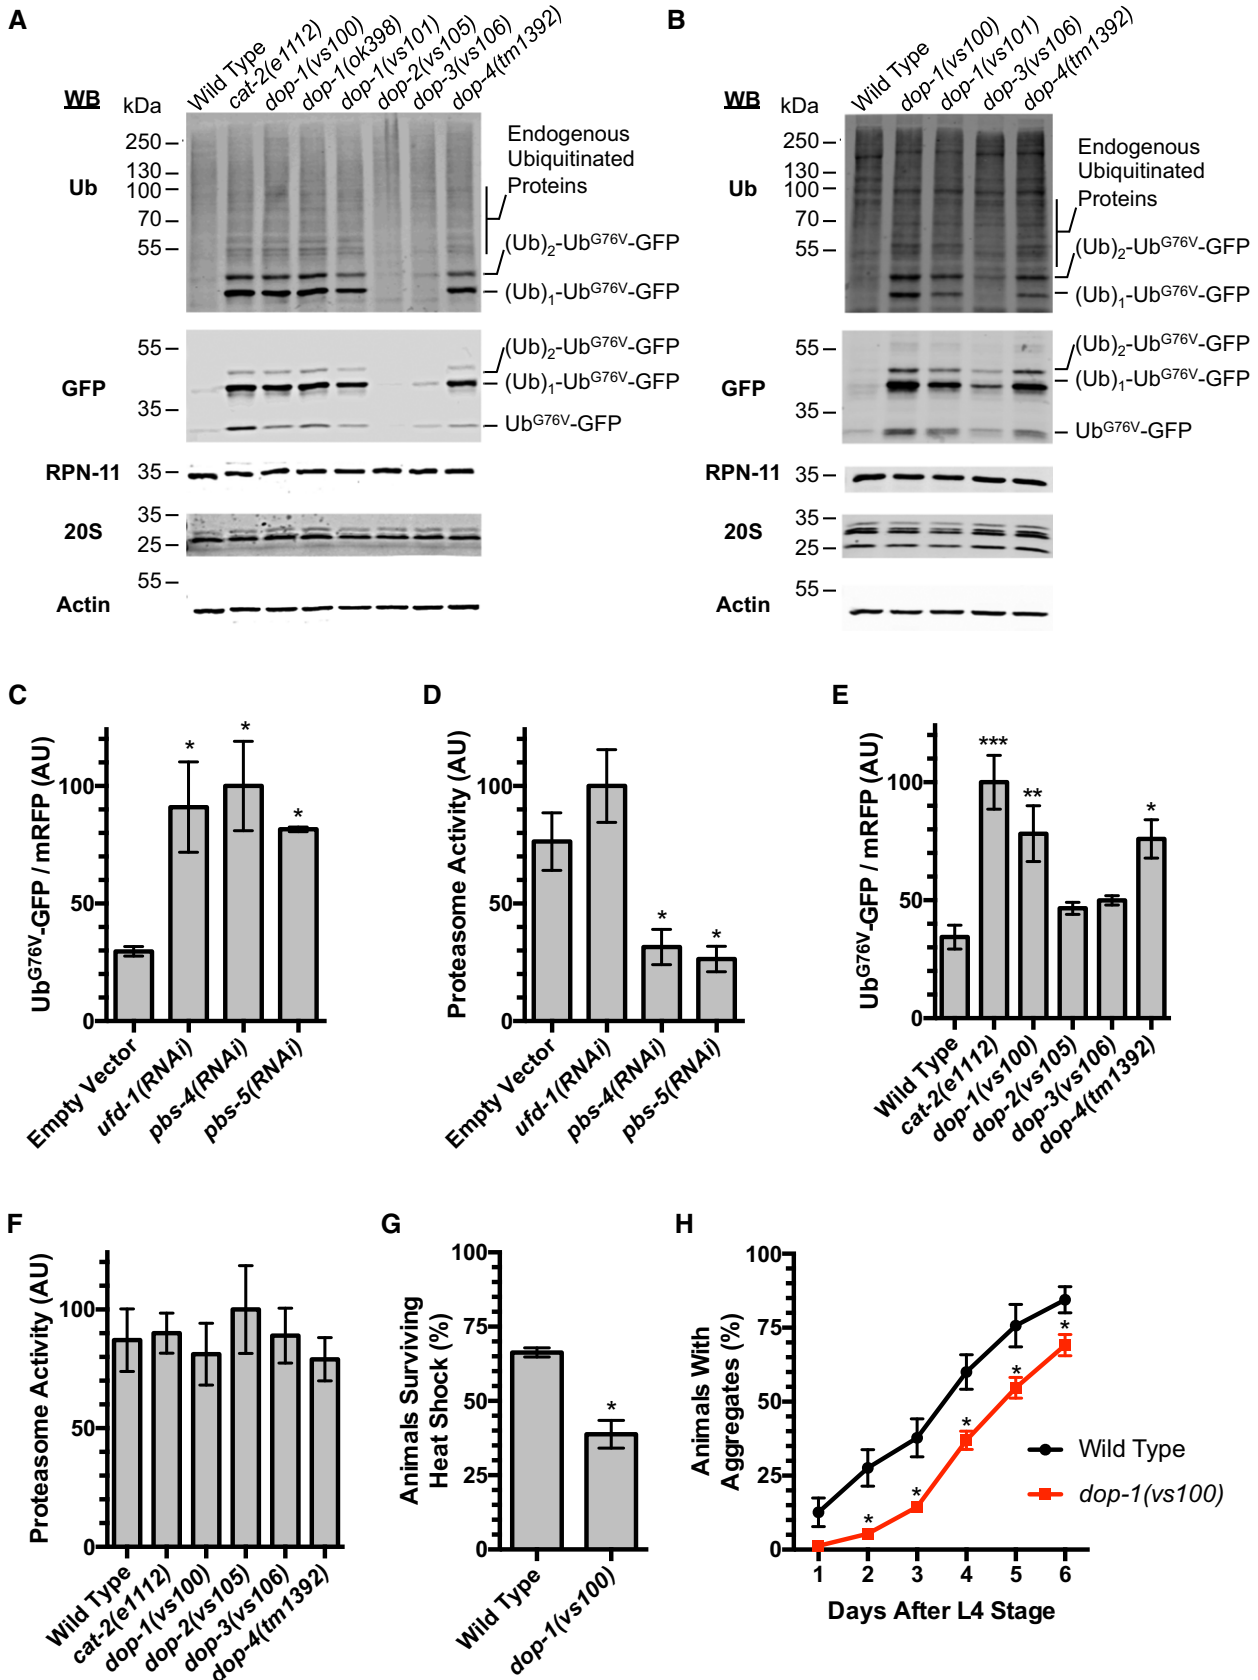 A
Wild Type
cat-2(e1112)
dop-1(vs100)
dop-1(ok398)
dop-1(vs101)
dop-2(vs105)
dop-3(vs106)
dop-4(tm1392)
WB
kDa
Ub
250
130
100
70
55
Endogenous
Ubiquitinated
Proteins
(Ub)2-UbG76V-GFP
(Ub)1-UbG76V-GFP
GFP
55
35
(Ub)2-UbG76V-GFP
(Ub)1-UbG76V-GFP
UbG76V-GFP
RPN-11
35
20S
35
25
55
Actin
B
Wild Type
dop-1(vs100)
dop-1(vs101)
dop-3(vs106)
dop-4(tm1392)
WB
kDa
Ub
250
130
100
70
55
Endogenous
Ubiquitinated
Proteins
(Ub)2-UbG76V-GFP
(Ub)1-UbG76V-GFP
GFP
55
35
(Ub)2-UbG76V-GFP
(Ub)1-UbG76V-GFP
UbG76V-GFP
RPN-11
35
20S
35
25
55
Actin
C
UbG76V-GFP / mRFP (AU)
100
50
0
*
*
*
Empty Vector
ufd-1(RNAi)
pbs-4(RNAi)
pbs-5(RNAi)
D
Proteasome Activity (AU)
100
50
0
*
*
Empty Vector
ufd-1(RNAi)
pbs-4(RNAi)
pbs-5(RNAi)
E
UbG76V-GFP / mRFP (AU)
100
50
0
***
**
*
Wild Type
cat-2(e1112)
dop-1(vs100)
dop-2(vs105)
dop-3(vs106)
dop-4(tm1392)
F
Proteasome Activity (AU)
100
50
0
Wild Type
cat-2(e1112)
dop-1(vs100)
dop-2(vs105)
dop-3(vs106)
dop-4(tm1392)
G
Animals Surviving
Heat Shock (%)
100
75
50
25
0
*
Wild Type
dop-1(vs100)
H
Animals With
Aggregates (%)
100
75
50
25
0
*
*
*
*
*
Wild Type
dop-1(vs100)
1 2 3 4 5 6
Days After L4 Stage